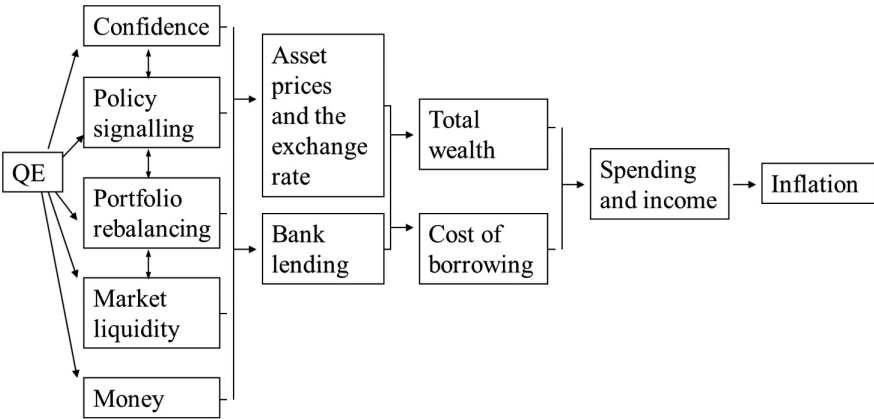 QE
Confidence
Policy
signalling
Portfolio
rebalancing
Market
liquidity
Money
Asset
prices
and the
exchange
rate
Bank
lending
Total
wealth
Cost of
borrowing
Spending
and income
Inflation